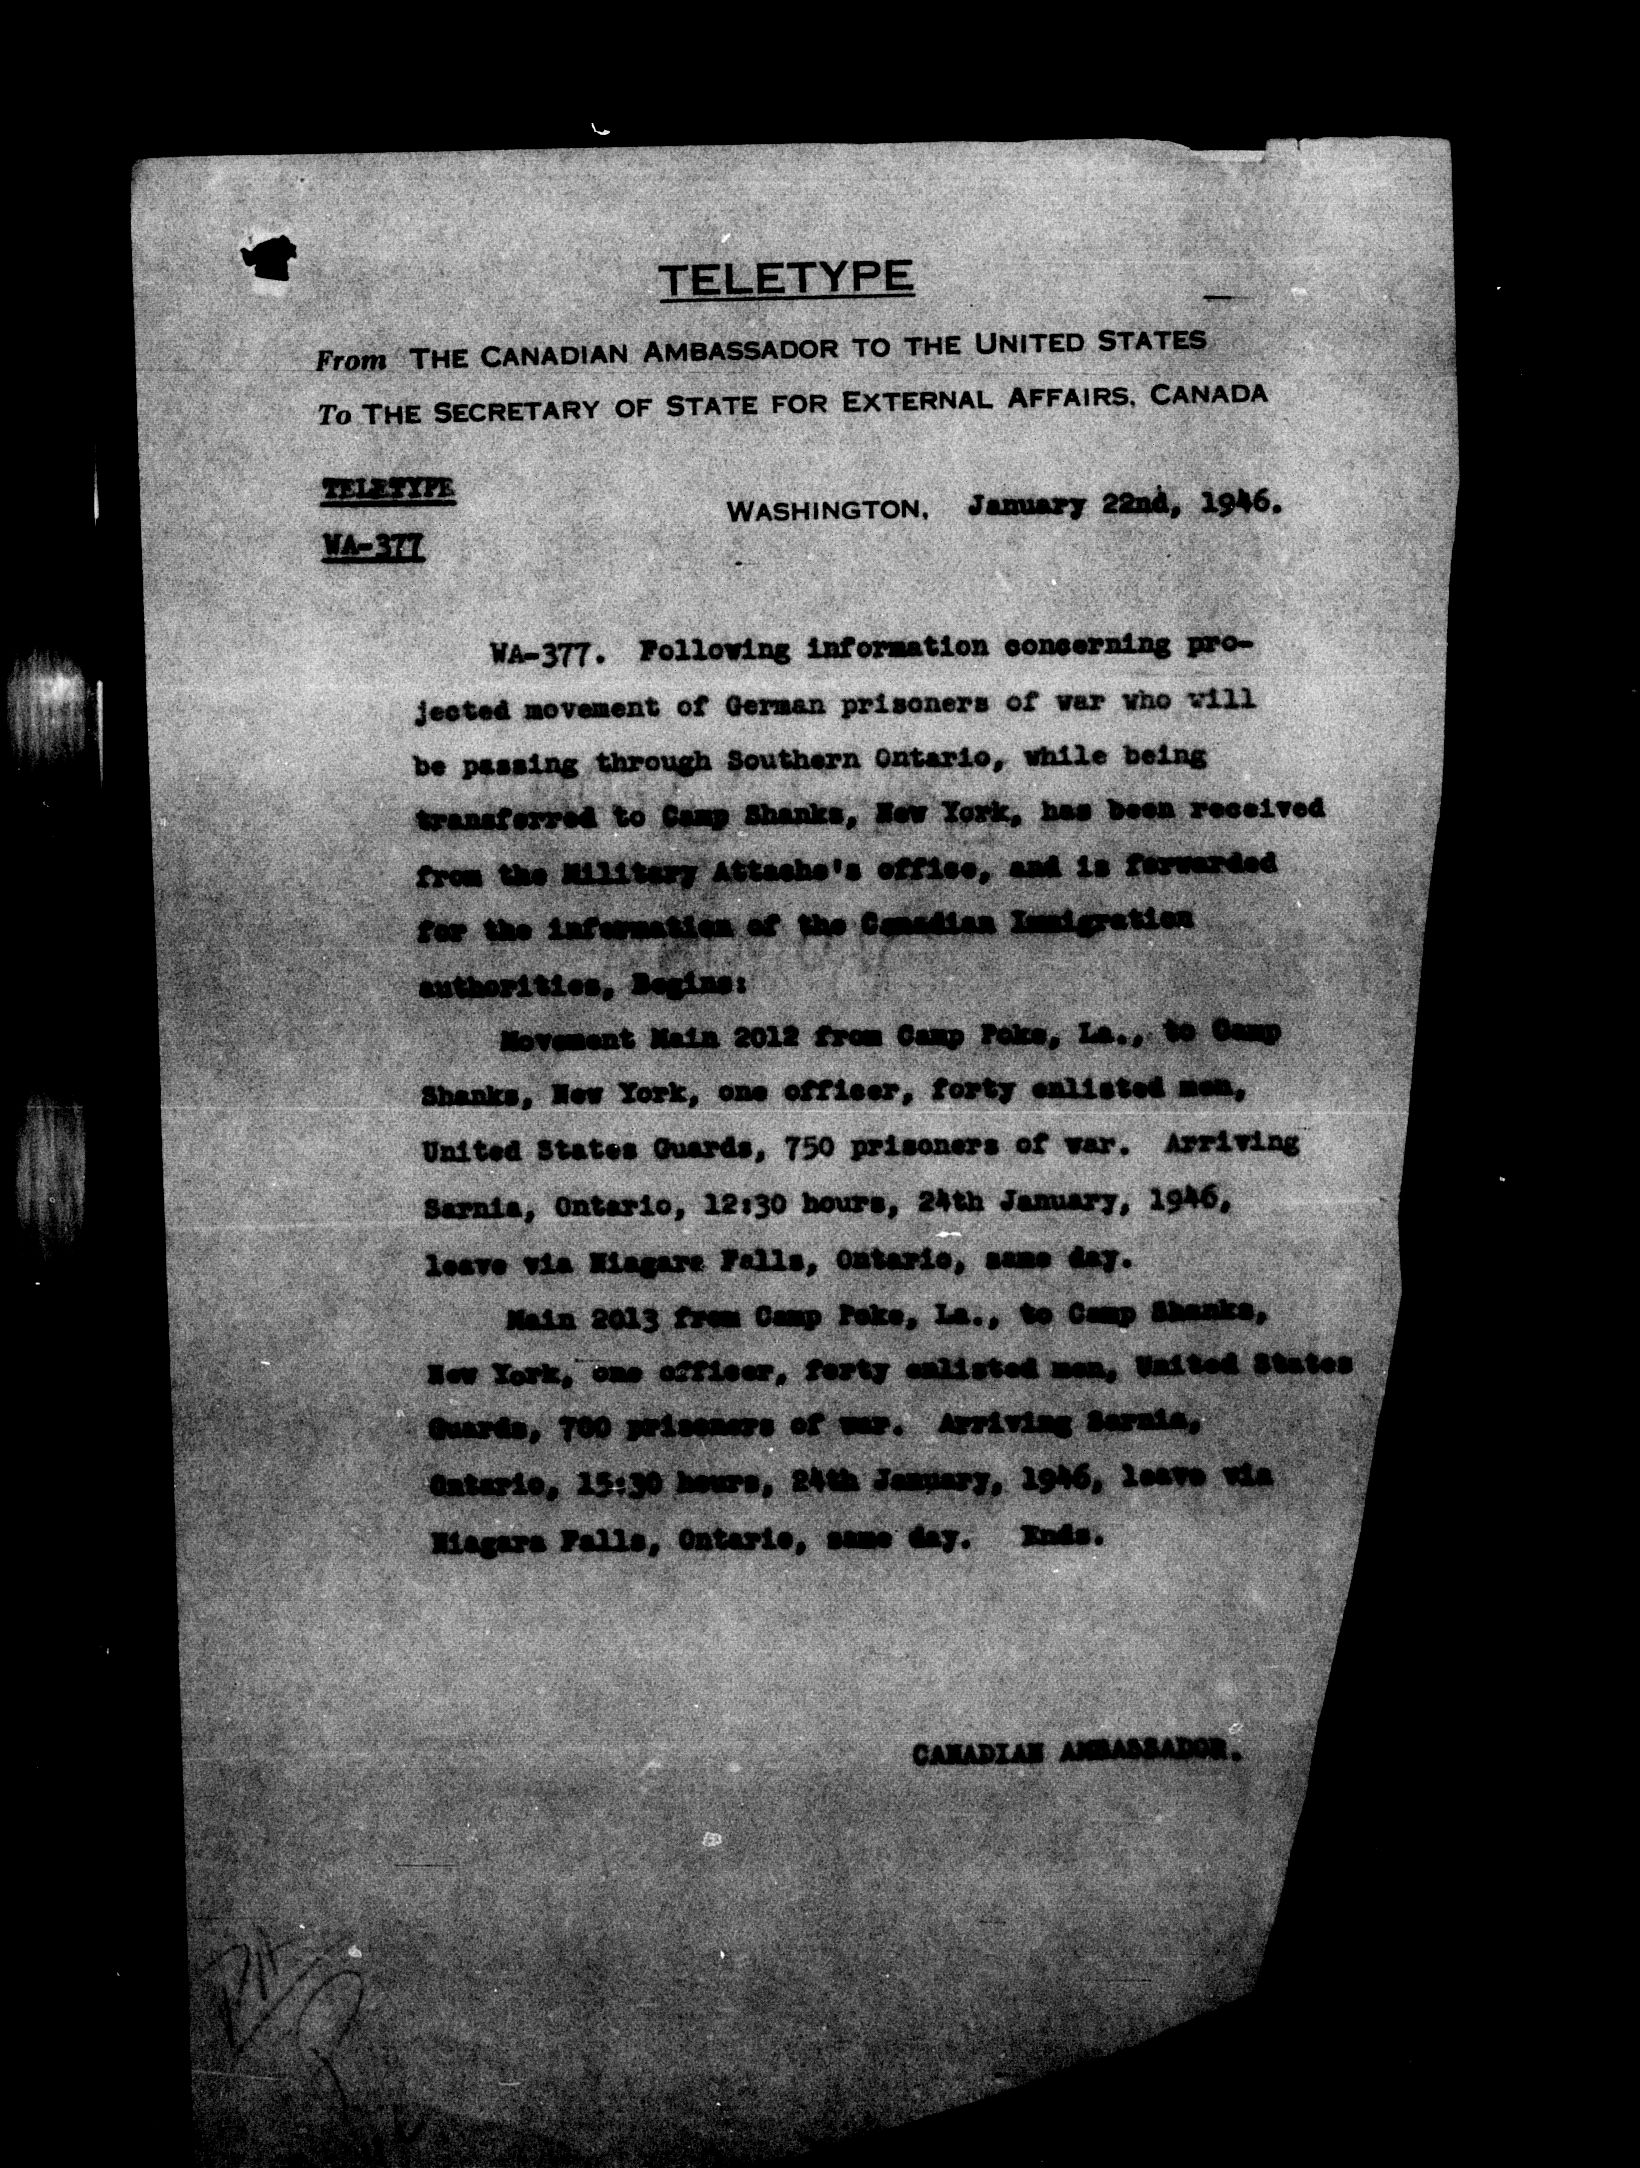 TELETYPE
From THE CANADIAN AMBASSADOR TO THE UNITED STATES
To THE SECRETARY OF STATE FOR EXTERNAL AFFAIRS, CANADA
TELETYPE
WASHINGTON, January 22nd, 1946.
WA-377
WA-377. Following information concerning pro-
jected movement of German prisoners of war who will
be passing through Southern Ontario, while being
transferred to Camp Shanks, New York, has been received
from the Military Attache's office, and is forwarded
for the information of the Canadian Immigration
authorities, Begins:
Movement Main 2012 from Camp Polk, La., to Camp
Shanks, New York, one officer, forty enlisted men,
United States Guards, 750 prisoners of war. Arriving
Sarnia, Ontario, 12:30 hours, 24th January, 1946,
leave via Niagara Falls, Ontario, same day.
Main 2013 from Camp Poke, La., to Camp Shanks,
New York, one officer, forty enlisted men, United States
Guards, 700 prisoners of war. Arriving Sarnia,
Ontario, 15:30 hours, 24th January, 1946, leave via
Niagara Falls, Ontario, same day. Ends.
CANADIAN AMBASSADOR.